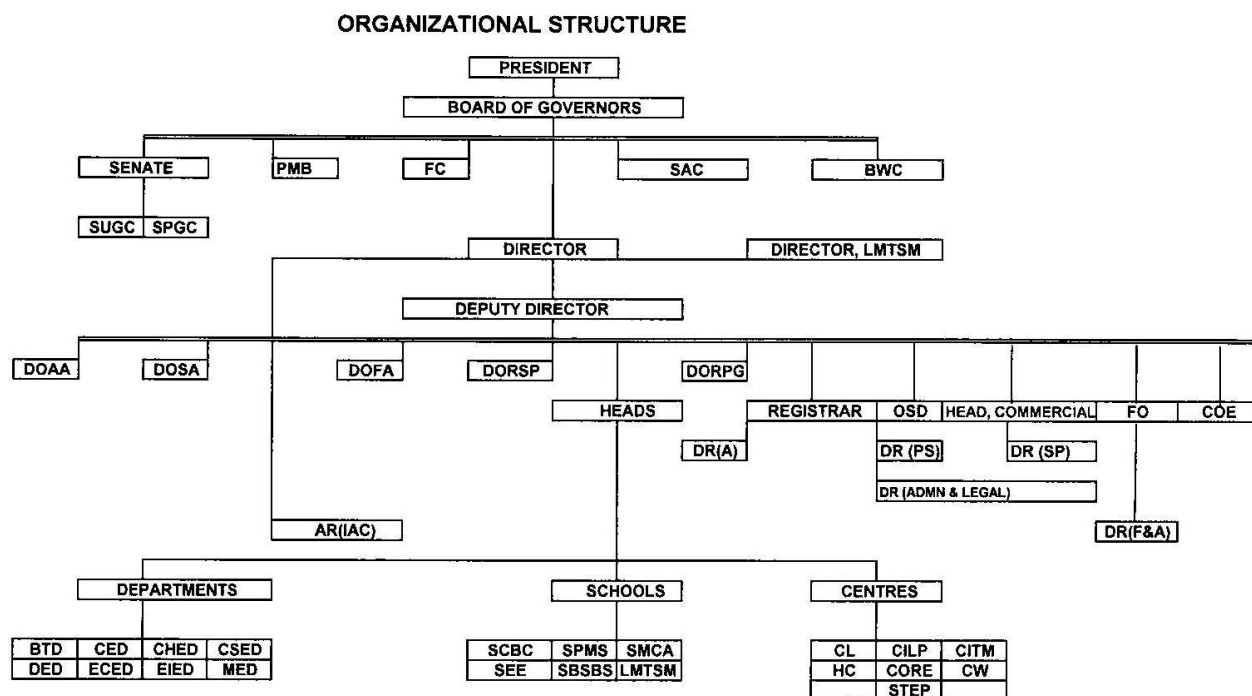 ORGANIZATIONAL STRUCTURE
PRESIDENT
BOARD OF GOVERNORS
SENATE PMB FC SAC BWC
SUGC SPGC
DIRECTOR DIRECTOR, LMTSM
DEPUTY DIRECTOR
DOAA DOSA DOFA DORSP DORPG
HEADS REGISTRAR OSD HEAD, COMMERCIAL FO COE
DR(A) DR (PS) DR (SP)
DR (ADMN & LEGAL)
AR(IAC) DR(F&A)
DEPARTMENTS SCHOOLS CENTRES
BTD CED CHED CSED SCBC SPMS SMCA CL CILP CITM
DED ECED EIED MED SEE SBSBS LMTSM HC CORE CW
STEP